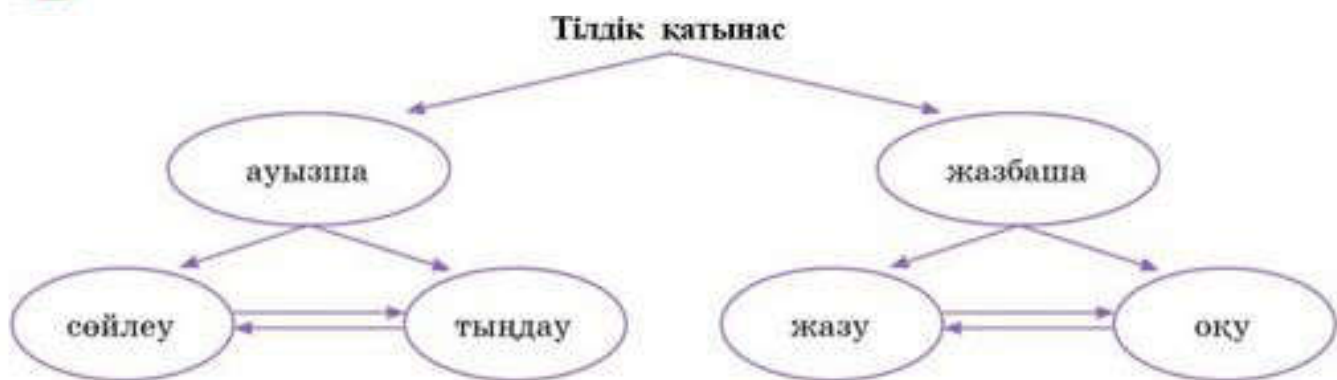 Тілдік қатынас
ауызша жазбаша
сөйлеу тыңдау жазу оқу